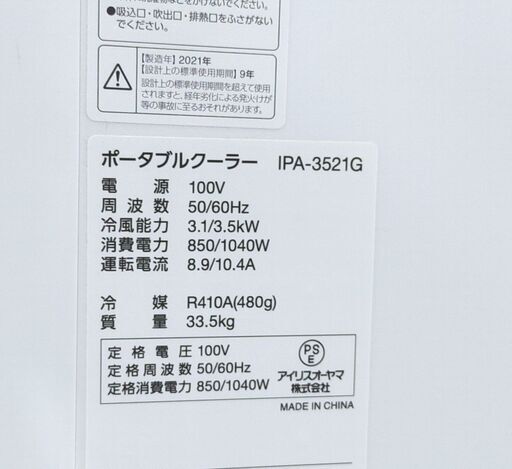 ●吸込口・吹出口・排熱口をふさがない
でください。
【製造年】2021年
【設計上の標準使用期間】9年
設計上の標準使用期間を超えて使用
されますと、経年劣化による発火けが
等の事故に至るおそれがあります。
ポータブルクーラー IPA-3521G
電源 100V
周波数 50/60Hz
冷風能力 3.1/3.5kW
消費電力 850/1040W
運転電流 8.9/10.4A
冷媒 R410A(480g)
質量 33.5kg
定格電圧 100V
定格周波数 50/60Hz
定格消費電力 850/1040W
PS
E
アイリスオーヤマ
株式会社
MADE IN CHINA